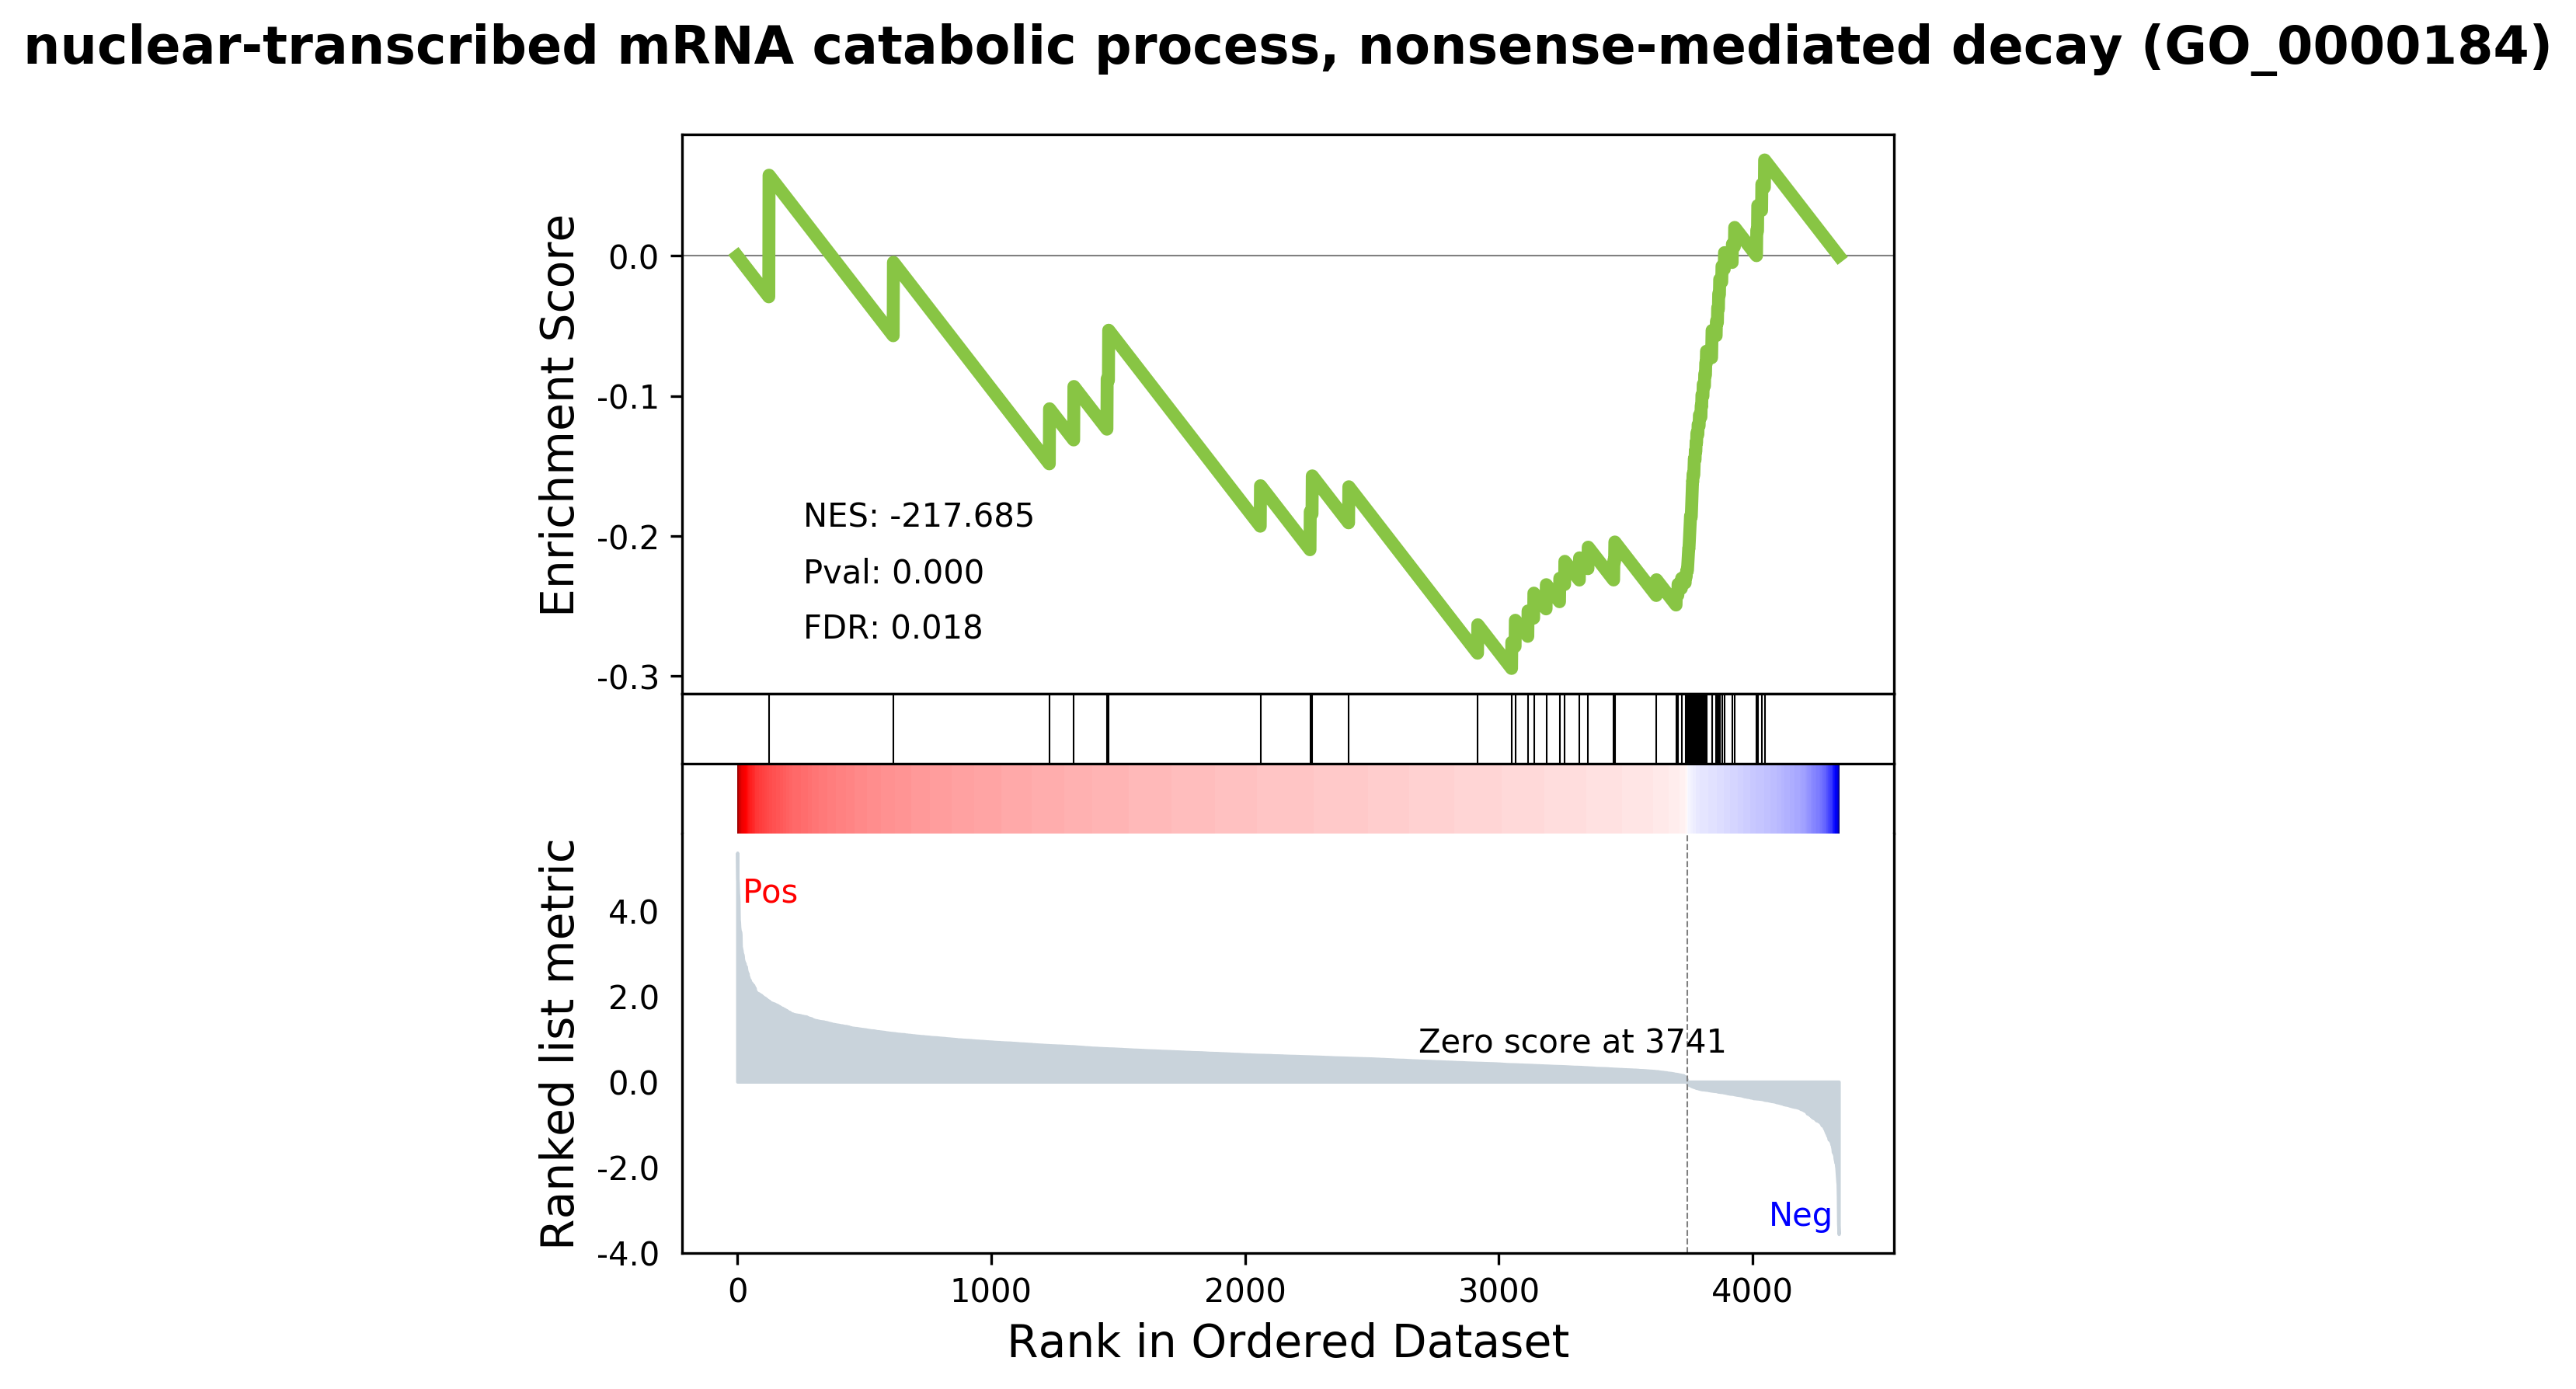 nuclear-transcribed mRNA catabolic process, nonsense-mediated decay (GO_0000184)
Enrichment Score
0.0
-0.1
-0.2
-0.3
NES: -217.685
Pval: 0.000
FDR: 0.018
Ranked list metric
4.0
2.0
0.0
-2.0
-4.0
Pos
Zero score at 3741
Neg
0 1000 2000 3000 4000
Rank in Ordered Dataset